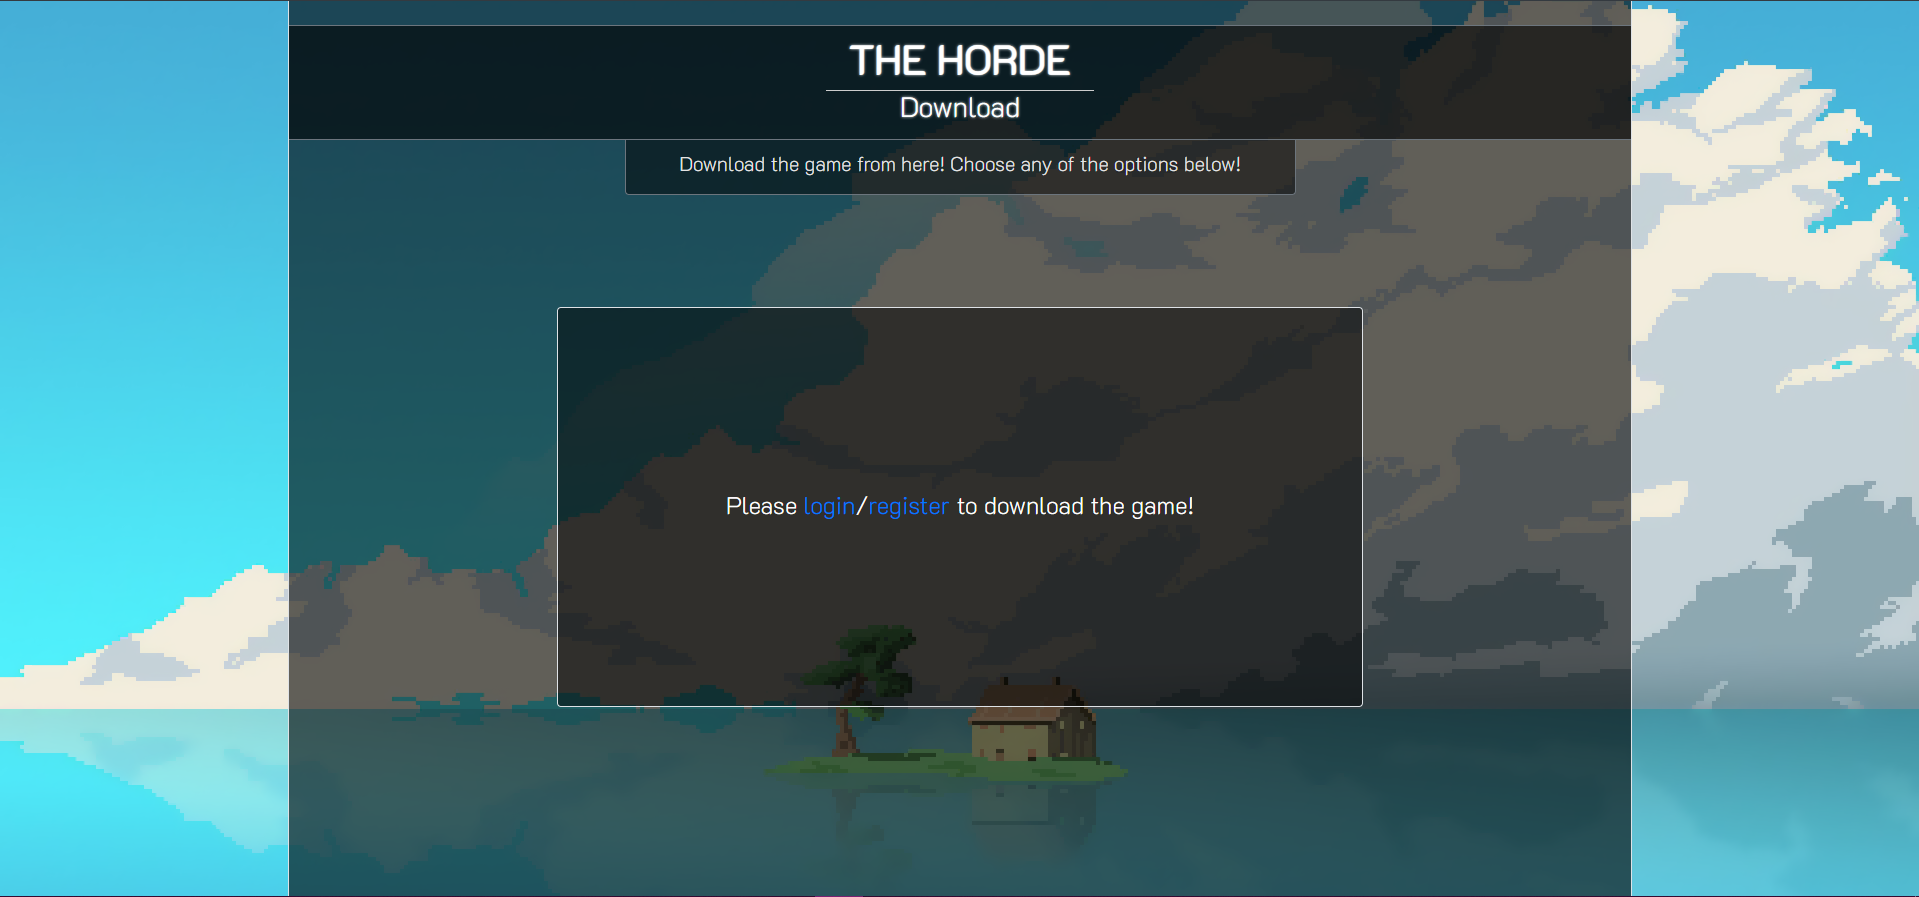 THE HORDE
Download
Download the game from here! Choose any of the options below!
Please login/register to download the game!